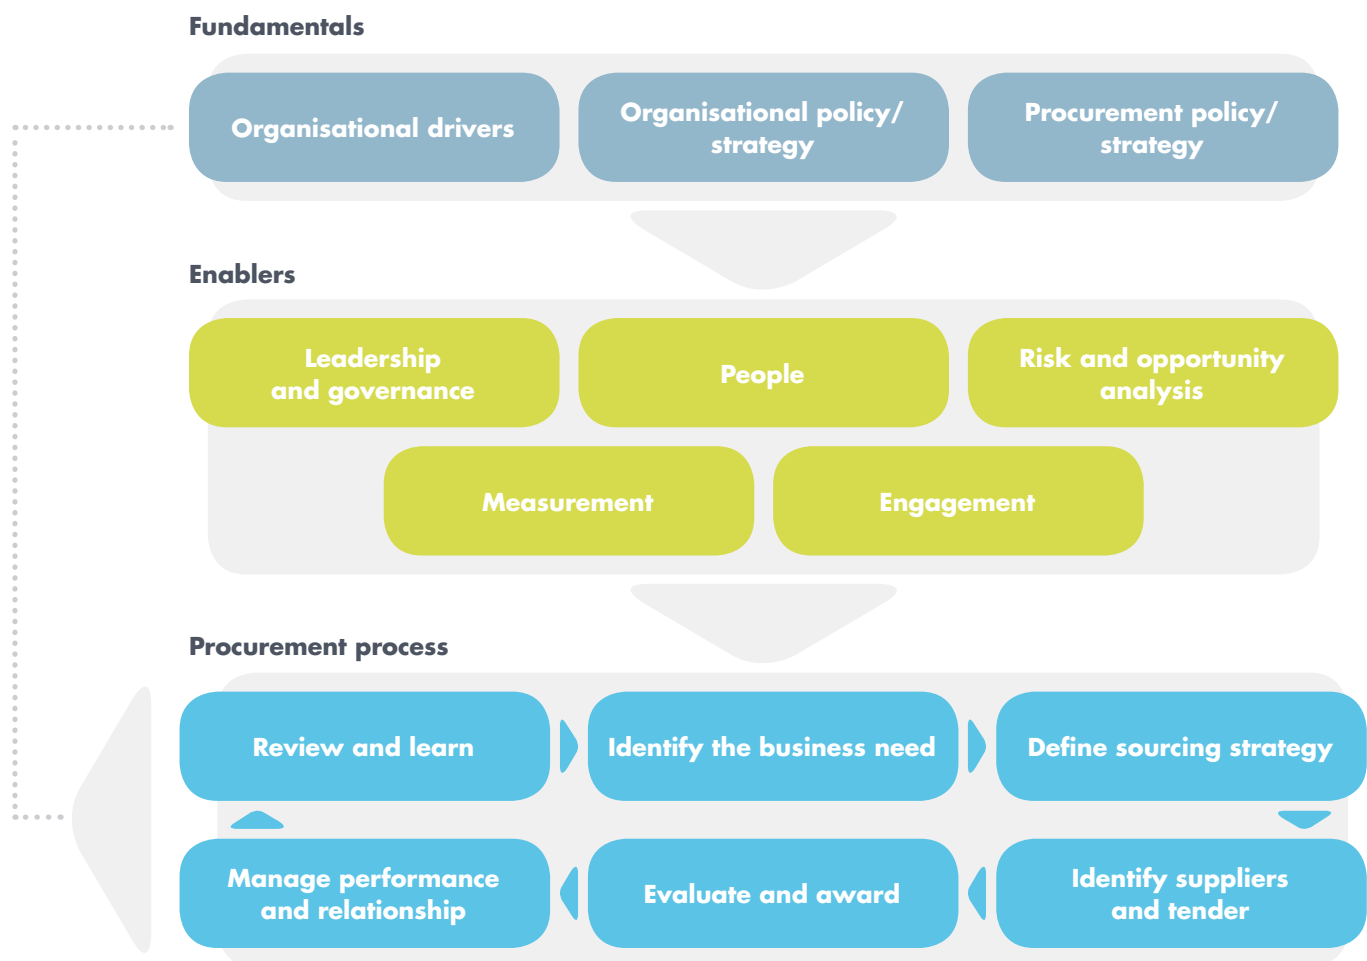 Fundamentals
Organisational drivers
Organisational policy/
strategy
Procurement policy/
strategy
Enablers
Leadership
and governance
People
Risk and opportunity
analysis
Measurement
Engagement
Procurement process
Review and learn
Identify the business need
Define sourcing strategy
Manage performance
and relationship
Evaluate and award
Identify suppliers
and tender